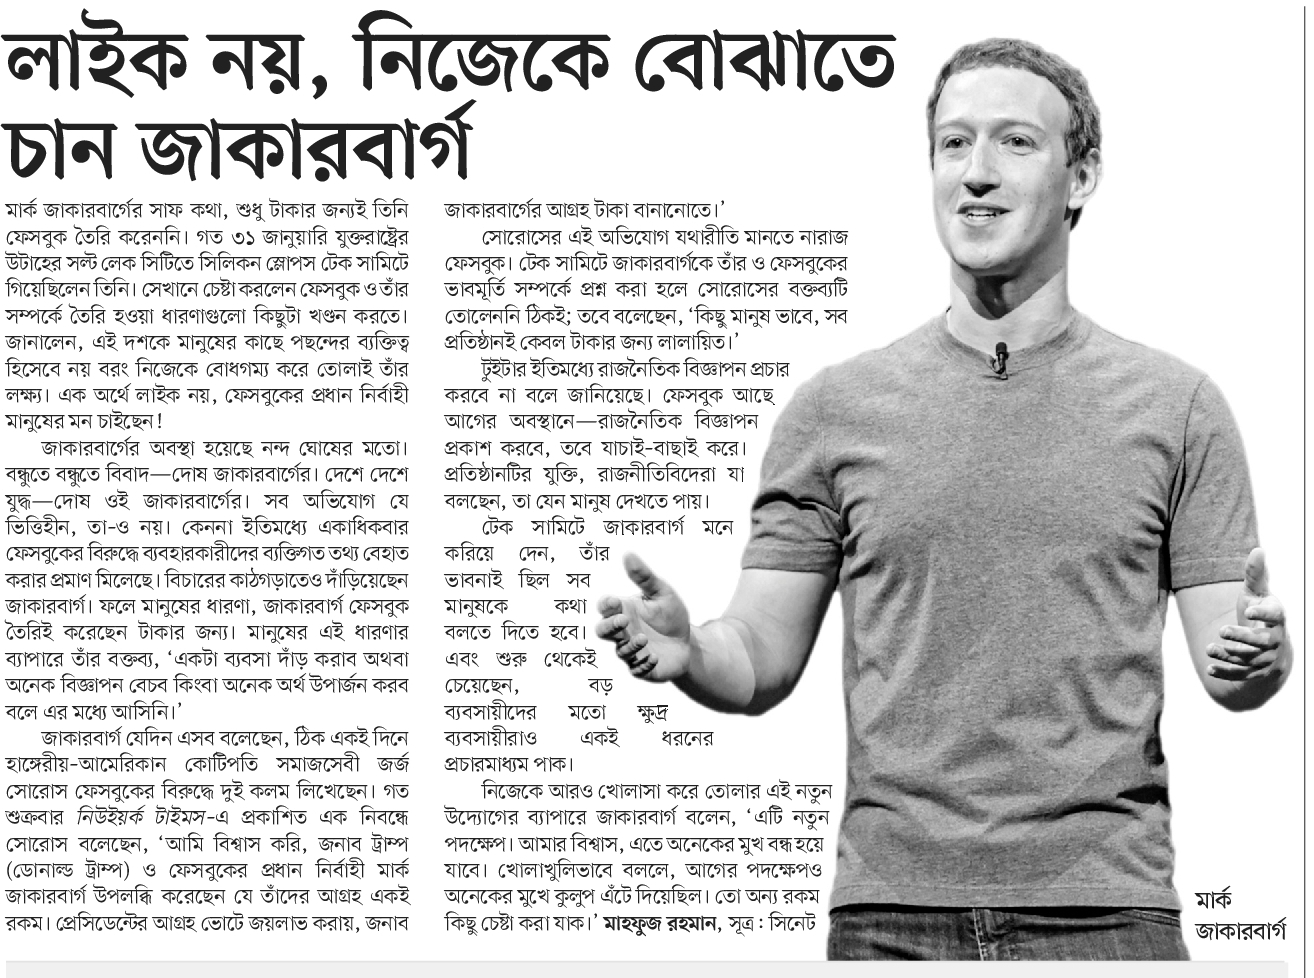 লাইক নয়, নিজেকে বোঝাতে
চান জাকারবার্গ
মার্ক জাকারবার্গের সাফ কথা, শুধু টাকার জন্যই তিনি
ফেসবুক তৈরি করেননি। গত ৩১ জানুয়ারি যুক্তরাষ্ট্রের
উটাহের সল্ট লেক সিটিতে সিলিকন স্লোপস টেক সামিটে
গিয়েছিলেন তিনি। সেখানে চেষ্টা করলেন ফেসবুক ও তাঁর
সম্পর্কে তৈরি হওয়া ধারণাগুলো কিছুটা খণ্ডন করতে।
জানালেন, এই দশকে মানুষের কাছে পছন্দের ব্যক্তিত্ব
হিসেবে নয় বরং নিজেকে বোধগম্য করে তোলাই তাঁর
লক্ষ্য। এক অর্থে লাইক নয়, ফেসবুকের প্রধান নির্বাহী
মানুষের মন চাইছেন!
জাকারবার্গের অবস্থা হয়েছে নন্দ ঘোষের মতো।
বন্ধুতে বন্ধুতে বিবাদ—দোষ জাকারবার্গের। দেশে দেশে
যুদ্ধ—দোষ ওই জাকারবার্গের। সব অভিযোগ যে
ভিত্তিহীন, তা-ও নয়। কেননা ইতিমধ্যে একাধিকবার
ফেসবুকের বিরুদ্ধে ব্যবহারকারীদের ব্যক্তিগত তথ্য বেহাত
করার প্রমাণ মিলেছে। বিচারের কাঠগড়াতেও দাঁড়িয়েছেন
জাকারবার্গ। ফলে মানুষের ধারণা, জাকারবার্গ ফেসবুক
তৈরিই করেছেন টাকার জন্য। মানুষের এই ধারণার
ব্যাপারে তাঁর বক্তব্য, ‘একটা ব্যবসা দাঁড় করাব অথবা
অনেক বিজ্ঞাপন বেচব কিংবা অনেক অর্থ উপার্জন করব
বলে এর মধ্যে আসিনি।’
জাকারবার্গ যেদিন এসব বলেছেন, ঠিক একই দিনে
হাঙ্গেরীয়-আমেরিকান কোটিপতি সমাজসেবী জর্জ
সোরোস ফেসবুকের বিরুদ্ধে দুই কলম লিখেছেন। গত
শুক্রবার নিউইয়র্ক টাইমস-এ প্রকাশিত এক নিবন্ধে
সোরোস বলেছেন, ‘আমি বিশ্বাস করি, জনাব ট্রাম্প
(ডোনাল্ড ট্রাম্প) ও ফেসবুকের প্রধান নির্বাহী মার্ক
জাকারবার্গ উপলব্ধি করেছেন যে তাঁদের আগ্রহ একই
রকম। প্রেসিডেন্টের আগ্রহ ভোটে জয়লাভ করায়, জনাব
জাকারবার্গের আগ্রহ টাকা বানানোতে।’
সোরোসের এই অভিযোগ যথারীতি মানতে নারাজ
ফেসবুক। টেক সামিটে জাকারবার্গকে তাঁর ও ফেসবুকের
ভাবমূর্তি সম্পর্কে প্রশ্ন করা হলে সোরোসের বক্তব্যটি
তোলেননি ঠিকই; তবে বলেছেন, ‘কিছু মানুষ ভাবে, সব
প্রতিষ্ঠানই কেবল টাকার জন্য লালায়িত।’
টুইটার ইতিমধ্যে রাজনৈতিক বিজ্ঞাপন প্রচার
করবে না বলে জানিয়েছে। ফেসবুক আছে
আগের অবস্থানে—রাজনৈতিক বিজ্ঞাপন
প্রকাশ করবে, তবে যাচাই-বাছাই করে।
প্রতিষ্ঠানটির যুক্তি, রাজনীতিবিদেরা যা
বলছেন, তা যেন মানুষ দেখতে পায়।
টেক সামিটে জাকারবার্গ মনে
করিয়ে দেন, তাঁর
ভাবনাই ছিল সব
মানুষকে কথা
বলতে দিতে হবে।
এবং শুরু থেকেই
চেয়েছেন, বড়
ব্যবসায়ীদের মতো ক্ষুদ্র
ব্যবসায়ীরাও একই ধরনের
প্রচারমাধ্যম পাক।
নিজেকে আরও খোলাসা করে তোলার এই নতুন
উদ্যোগের ব্যাপারে জাকারবার্গ বলেন, ‘এটি নতুন
পদক্ষেপ। আমার বিশ্বাস, এতে অনেকের মুখ বন্ধ হয়ে
যাবে। খোলাখুলিভাবে বললে, আগের পদক্ষেপও
অনেকের মুখে কুলুপ এঁটে দিয়েছিল। তো অন্য রকম
কিছু চেষ্টা করা যাক।’ মাহফুজ রহমান, সূত্র : সিনেট
মার্ক
জাকারবার্গ